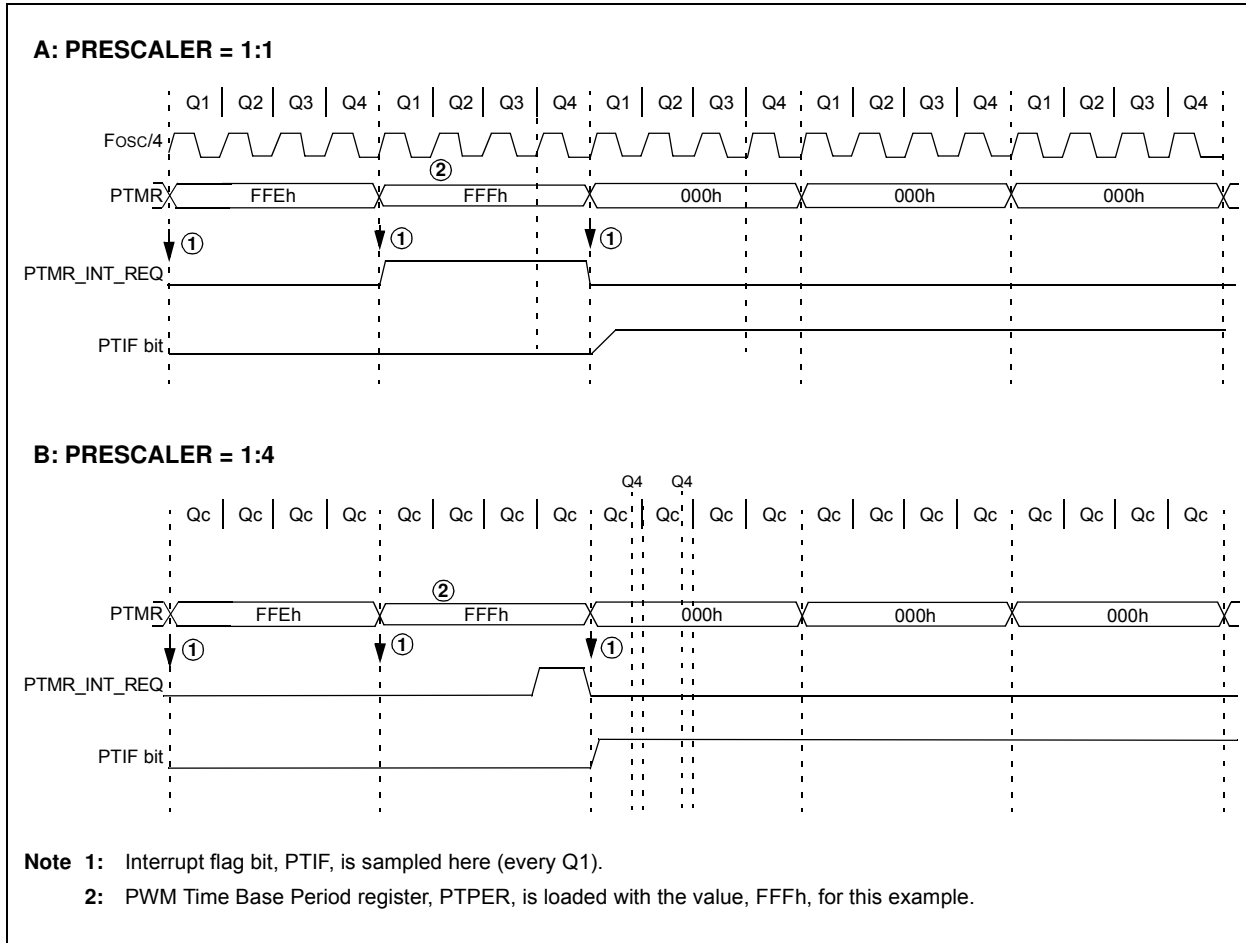 A: PRESCALER = 1:1
Q1 Q2 Q3 Q4 Q1 Q2 Q3 Q4 Q1 Q2 Q3 Q4 Q1 Q2 Q3 Q4 Q1 Q2 Q3 Q4
FOSC/4
2
PTMR FFEh FFFh 000h 000h 000h
1 1 1
PTMR_INT_REQ
PTIF bit
B: PRESCALER = 1:4
Q4 Q4
Qc Qc Qc Qc Qc Qc Qc Qc Qc Qc Qc Qc Qc Qc Qc Qc Qc Qc Qc Qc
2
PTMR FFEh FFFh 000h 000h 000h
1 1 1
PTMR_INT_REQ
PTIF bit
Note 1: Interrupt flag bit, PTIF, is sampled here (every Q1).
2: PWM Time Base Period register, PTPER, is loaded with the value, FFFh, for this example.